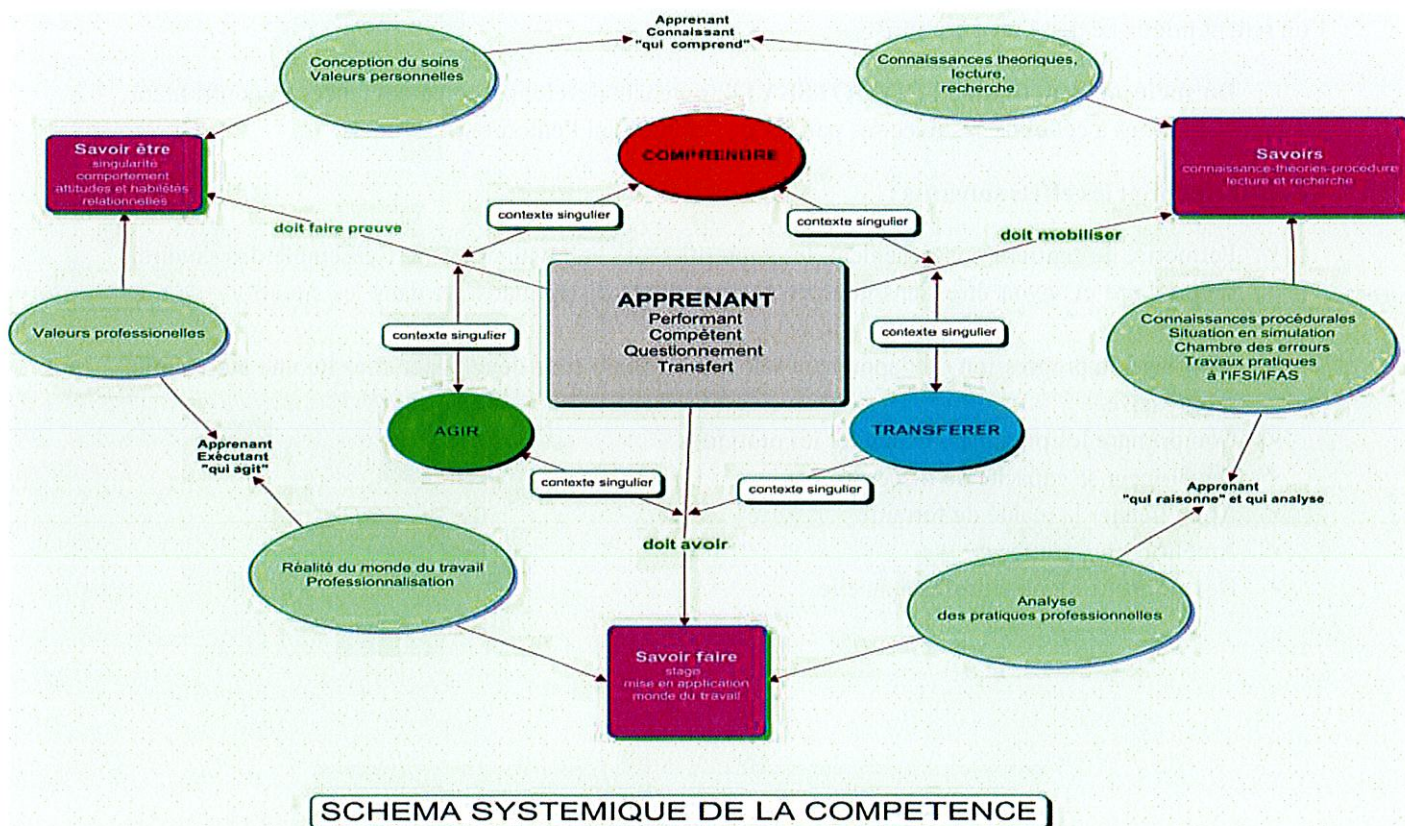 Apprenant
Connaissant
"qui comprend"
Conception du soins
Valeurs personnelles
Connaissances theoriques,
lecture,
recherche
Savoir être
singularité
comportement
attitudes et habilétés
relationnelles
COMPRENDRE
Savoirs
connaissance-théories-procédure
lecture et recherche
contexte singulier
contexte singulier
doit faire preuve
doit mobiliser
APPRENANT
Performant
Compétent
Questionnement
Transfert
Valeurs professionelles
contexte singulier
contexte singulier
Connaissances procédurales
Situation en simulation
Chambre des erreurs
Travaux pratiques
à l'IFSI/IFAS
AGIR
TRANSFERER
Apprenant
Exécutant
"qui agit"
contexte singulier
contexte singulier
Apprenant
"qui raisonne" et qui analyse
doit avoir
Réalité du monde du travail
Professionnalisation
Analyse
des pratiques professionnelles
Savoir faire
stage
mise en application
monde du travail
SCHEMA SYSTEMIQUE DE LA COMPETENCE